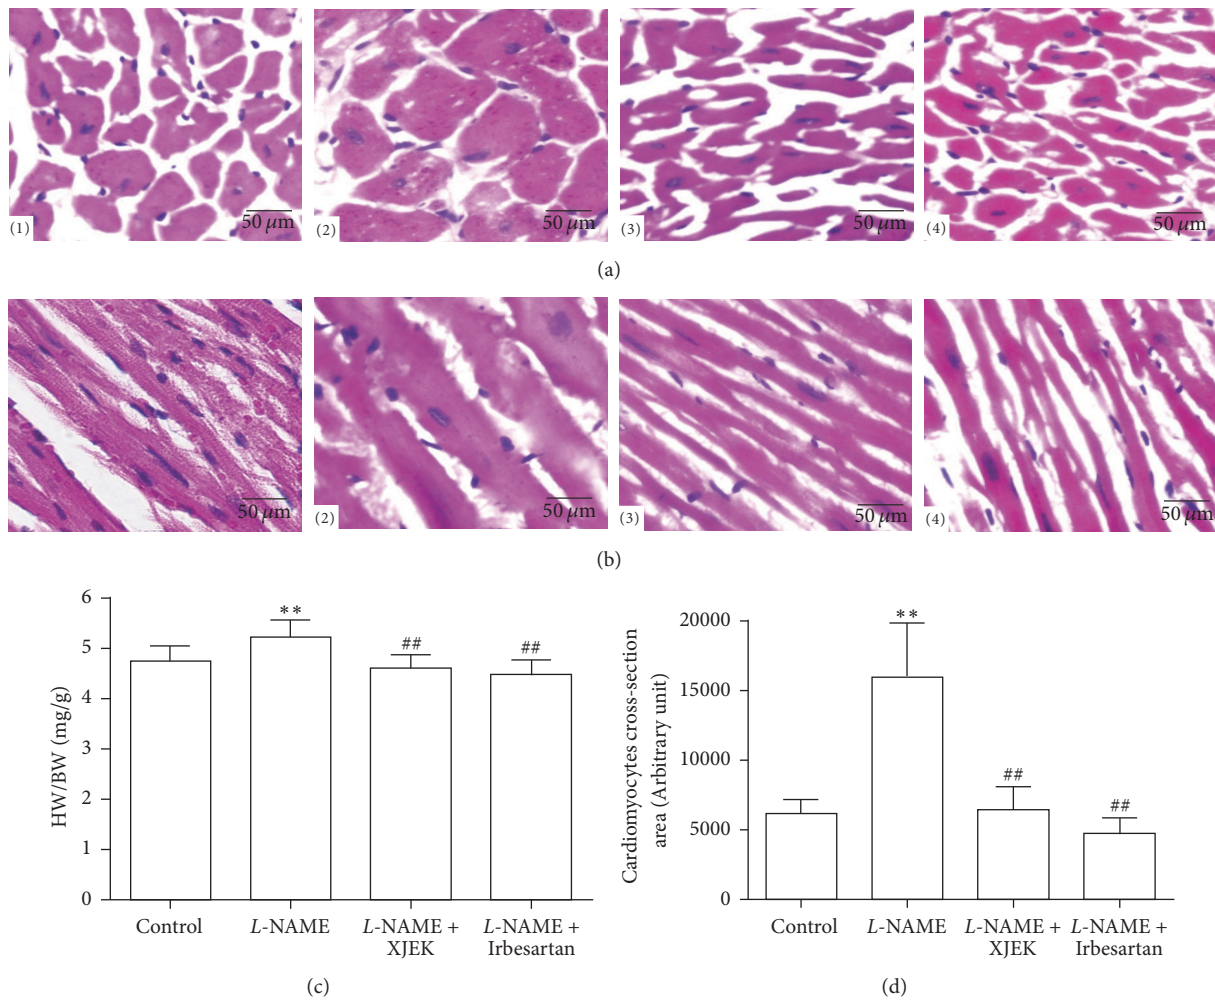 50 µm
50 µm
50 µm
50 µm
(1)
(2)
(3)
(4)
(a)
50 µm
50 µm
50 µm
50 µm
(2)
(3)
(4)
(b)
6
5
4
3
2
1
0
HW/BW (mg/g)
**
##
##
Control
L-NAME
L-NAME +
XJEK
L-NAME +
Irbesartan
(c)
20000
15000
10000
5000
0
Cardiomyocytes cross-section
area (Arbitrary unit)
**
##
##
Control
L-NAME
L-NAME +
XJEK
L-NAME +
Irbesartan
(d)